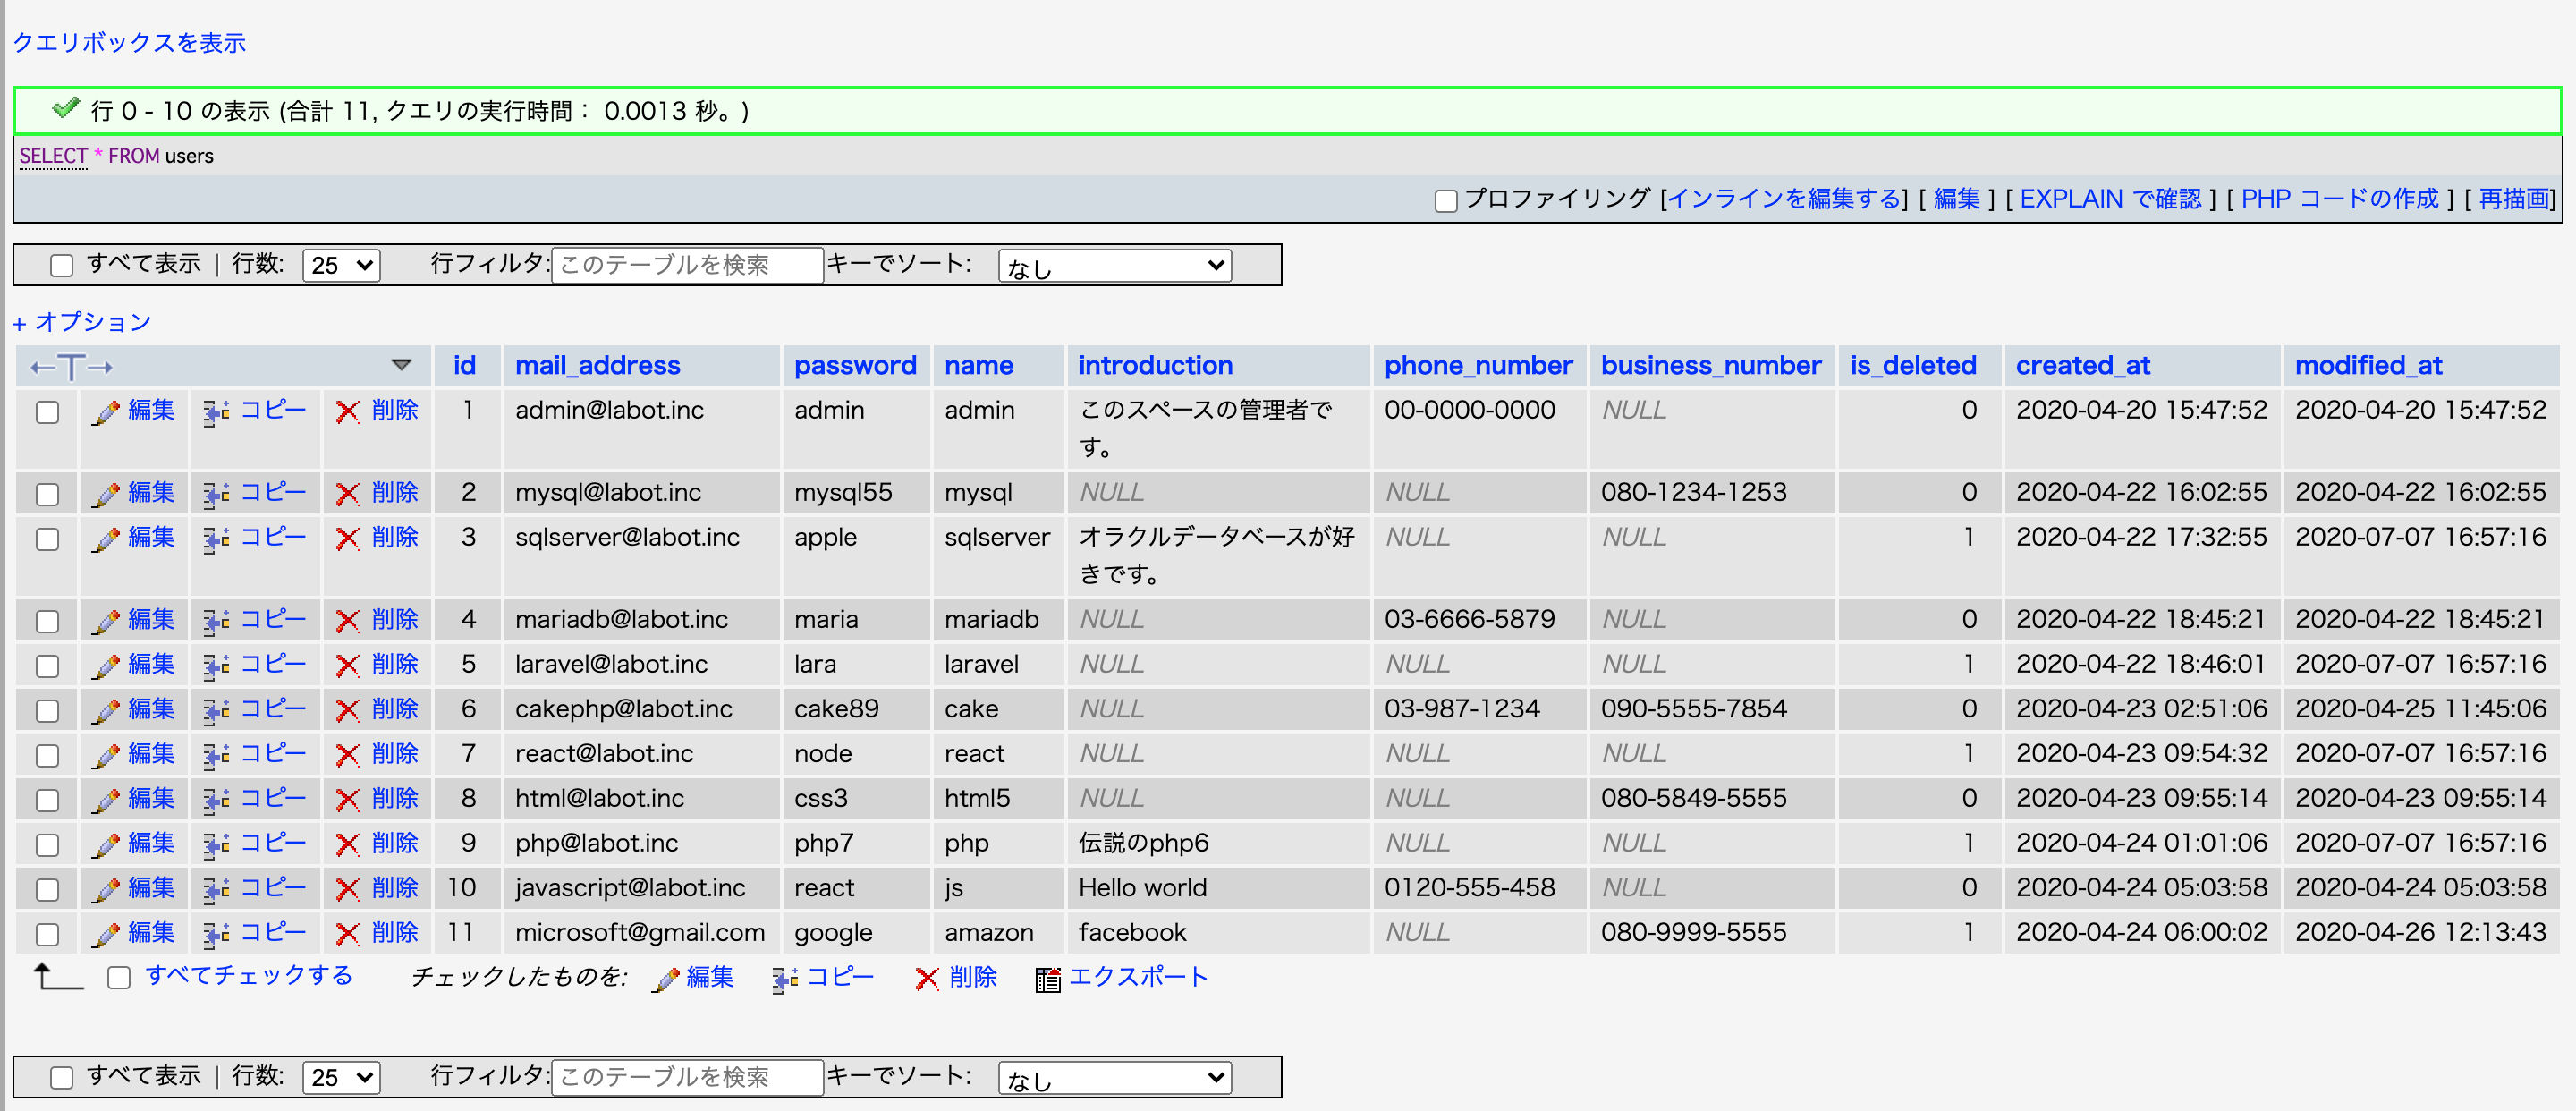 クエリボックスを表示
行 0 - 10 の表示 (合計 11, クエリの実行時間： 0.0013 秒。)
SELECT * FROM users
プロファイリング [インラインを編集する] [ 編集 ] [ EXPLAIN で確認 ] [ PHP コードの作成 ] [ 再描画]
すべて表示 | 行数: 25 行フィルタ: このテーブルを検索 キーでソート: なし
+ オプション
←T→ id mail_address password name introduction phone_number business_number is_deleted created_at modified_at
編集 コピー 削除 1 admin@labot.inc admin admin このスペースの管理者で 00-0000-0000 NULL 0 2020-04-20 15:47:52 2020-04-20 15:47:52
す。
編集 コピー 削除 2 mysql@labot.inc mysql55 mysql NULL NULL 080-1234-1253 0 2020-04-22 16:02:55 2020-04-22 16:02:55
編集 コピー 削除 3 sqlserver@labot.inc apple sqlserver オラクルデータベースが好 NULL NULL 1 2020-04-22 17:32:55 2020-07-07 16:57:16
きです。
編集 コピー 削除 4 mariadb@labot.inc maria mariadb NULL 03-6666-5879 NULL 0 2020-04-22 18:45:21 2020-04-22 18:45:21
編集 コピー 削除 5 laravel@labot.inc lara laravel NULL NULL NULL 1 2020-04-22 18:46:01 2020-07-07 16:57:16
編集 コピー 削除 6 cakephp@labot.inc cake89 cake NULL 03-987-1234 090-5555-7854 0 2020-04-23 02:51:06 2020-04-25 11:45:06
編集 コピー 削除 7 react@labot.inc node react NULL NULL NULL 1 2020-04-23 09:54:32 2020-07-07 16:57:16
編集 コピー 削除 8 html@labot.inc css3 html5 NULL NULL 080-5849-5555 0 2020-04-23 09:55:14 2020-04-23 09:55:14
編集 コピー 削除 9 php@labot.inc php7 php 伝説のphp6 NULL NULL 1 2020-04-24 01:01:06 2020-07-07 16:57:16
編集 コピー 削除 10 javascript@labot.inc react js Hello world 0120-555-458 NULL 0 2020-04-24 05:03:58 2020-04-24 05:03:58
編集 コピー 削除 11 microsoft@gmail.com google amazon facebook NULL 080-9999-5555 1 2020-04-24 06:00:02 2020-04-26 12:13:43
すべてチェックする チェックしたものを: 編集 コピー 削除 エクスポート
すべて表示 | 行数: 25 行フィルタ: このテーブルを検索 キーでソート: なし